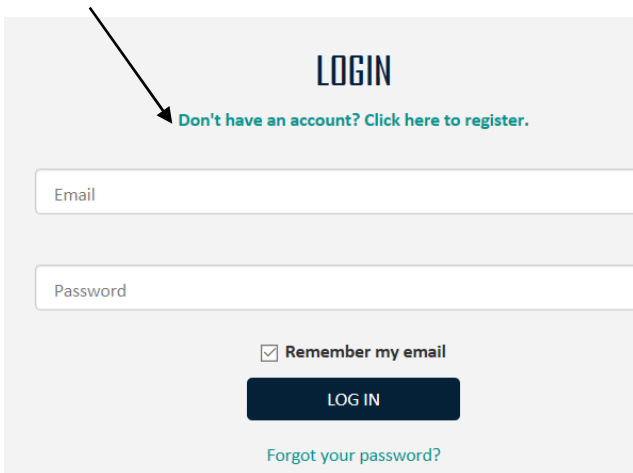 LOGIN
Don't have an account? Click here to register.
Email
Password
Remember my email
LOG IN
Forgot your password?